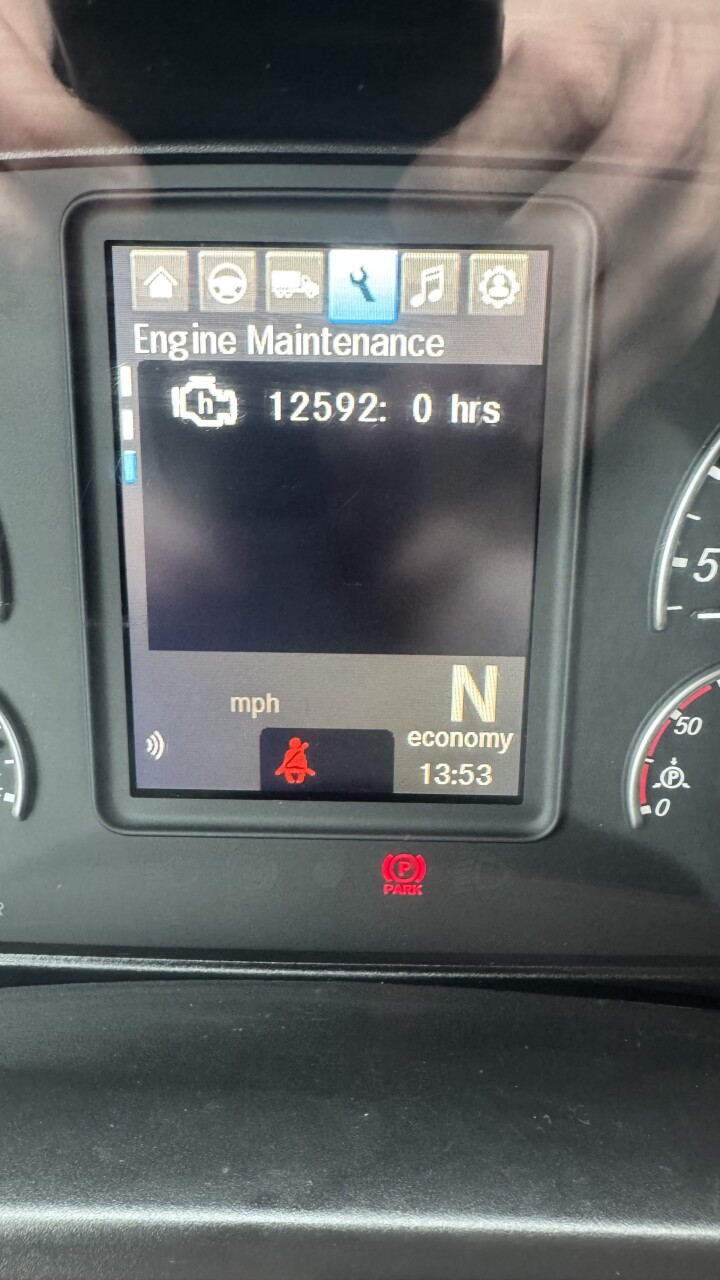 Engine Maintenance
h 12592: 0 hrs
5
mph
N
economy
13:53
50
P
0
P
PARK
R